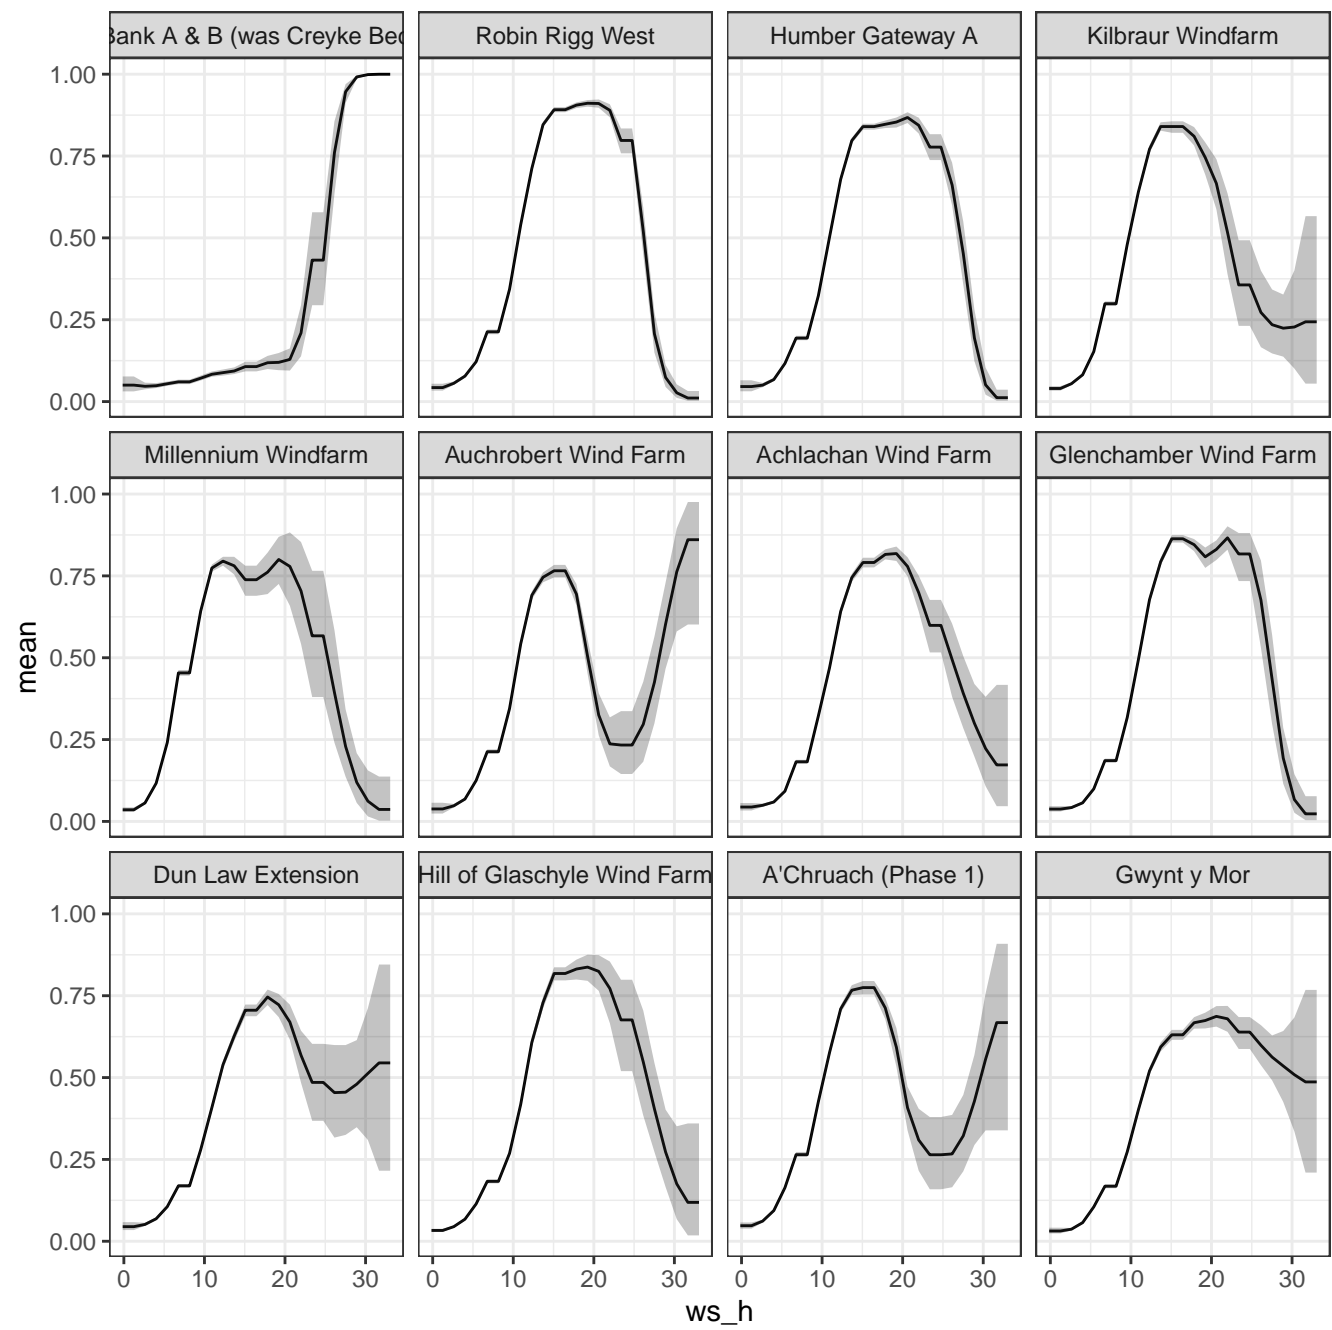 Bank A & B (was Creyke Bec
Robin Rigg West
Humber Gateway A
Kilbraur Windfarm
1.00
0.75
0.50
0.25
0.00
Millennium Windfarm
Auchrobert Wind Farm
Achlachan Wind Farm
Glenchamber Wind Farm
1.00
0.75
0.50
0.25
0.00
mean
Dun Law Extension
Hill of Glaschyle Wind Farm
A'Chruach (Phase 1)
Gwynt y Mor
1.00
0.75
0.50
0.25
0.00
0 10 20 30
0 10 20 30
0 10 20 30
0 10 20 30
ws_h